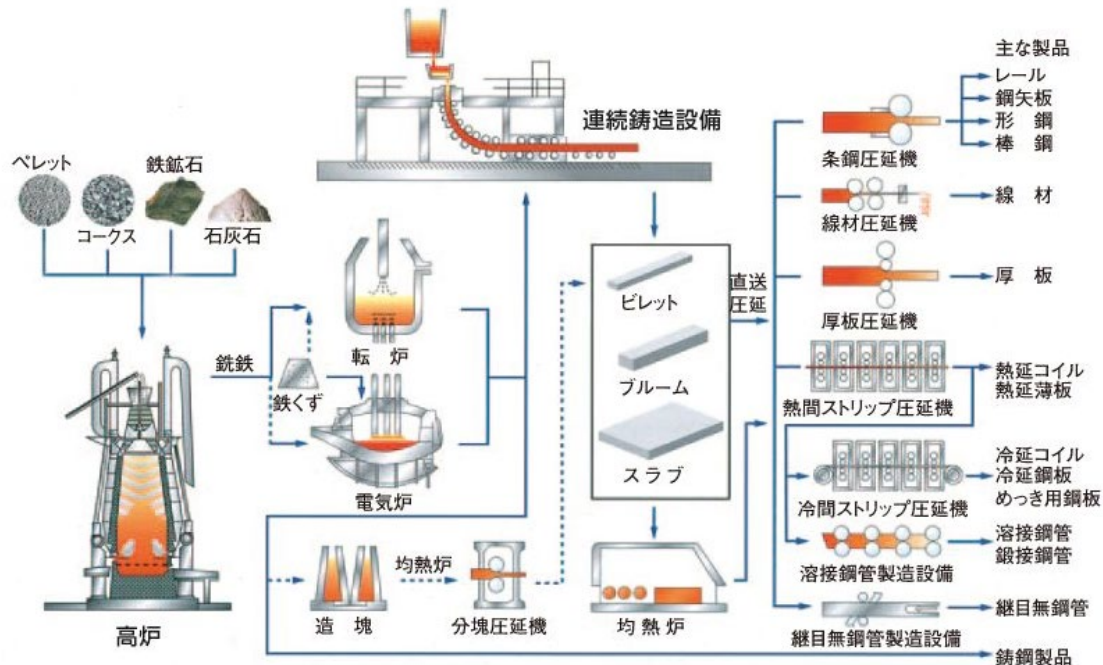 主な製品
レール
鋼矢板
形 鋼
棒 鋼
連続鋳造設備
条鋼圧延機
ペレット
鉄鉱石
コークス
石灰石
線 材
線材圧延機
直送
圧延
ビレット
厚 板
厚板圧延機
銑鉄
転 炉
鉄くず
ブルーム
熱延コイル
熱延薄板
熱間ストリップ圧延機
スラブ
電気炉
冷延コイル
冷延鋼板
めっき用鋼板
冷間ストリップ圧延機
溶接鋼管
鍛接鋼管
溶接鋼管製造設備
均熱炉
造 塊
分塊圧延機
均熱炉
継目無鋼管
継目無鋼管製造設備
高炉
鋳鋼製品